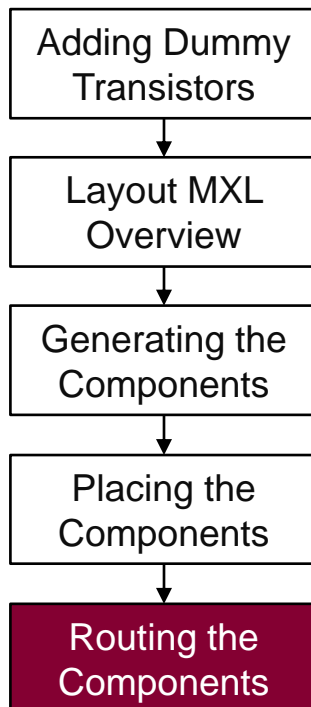 Adding Dummy
Transistors
Layout MXL
Overview
Generating the
Components
Placing the
Components
Routing the
Components